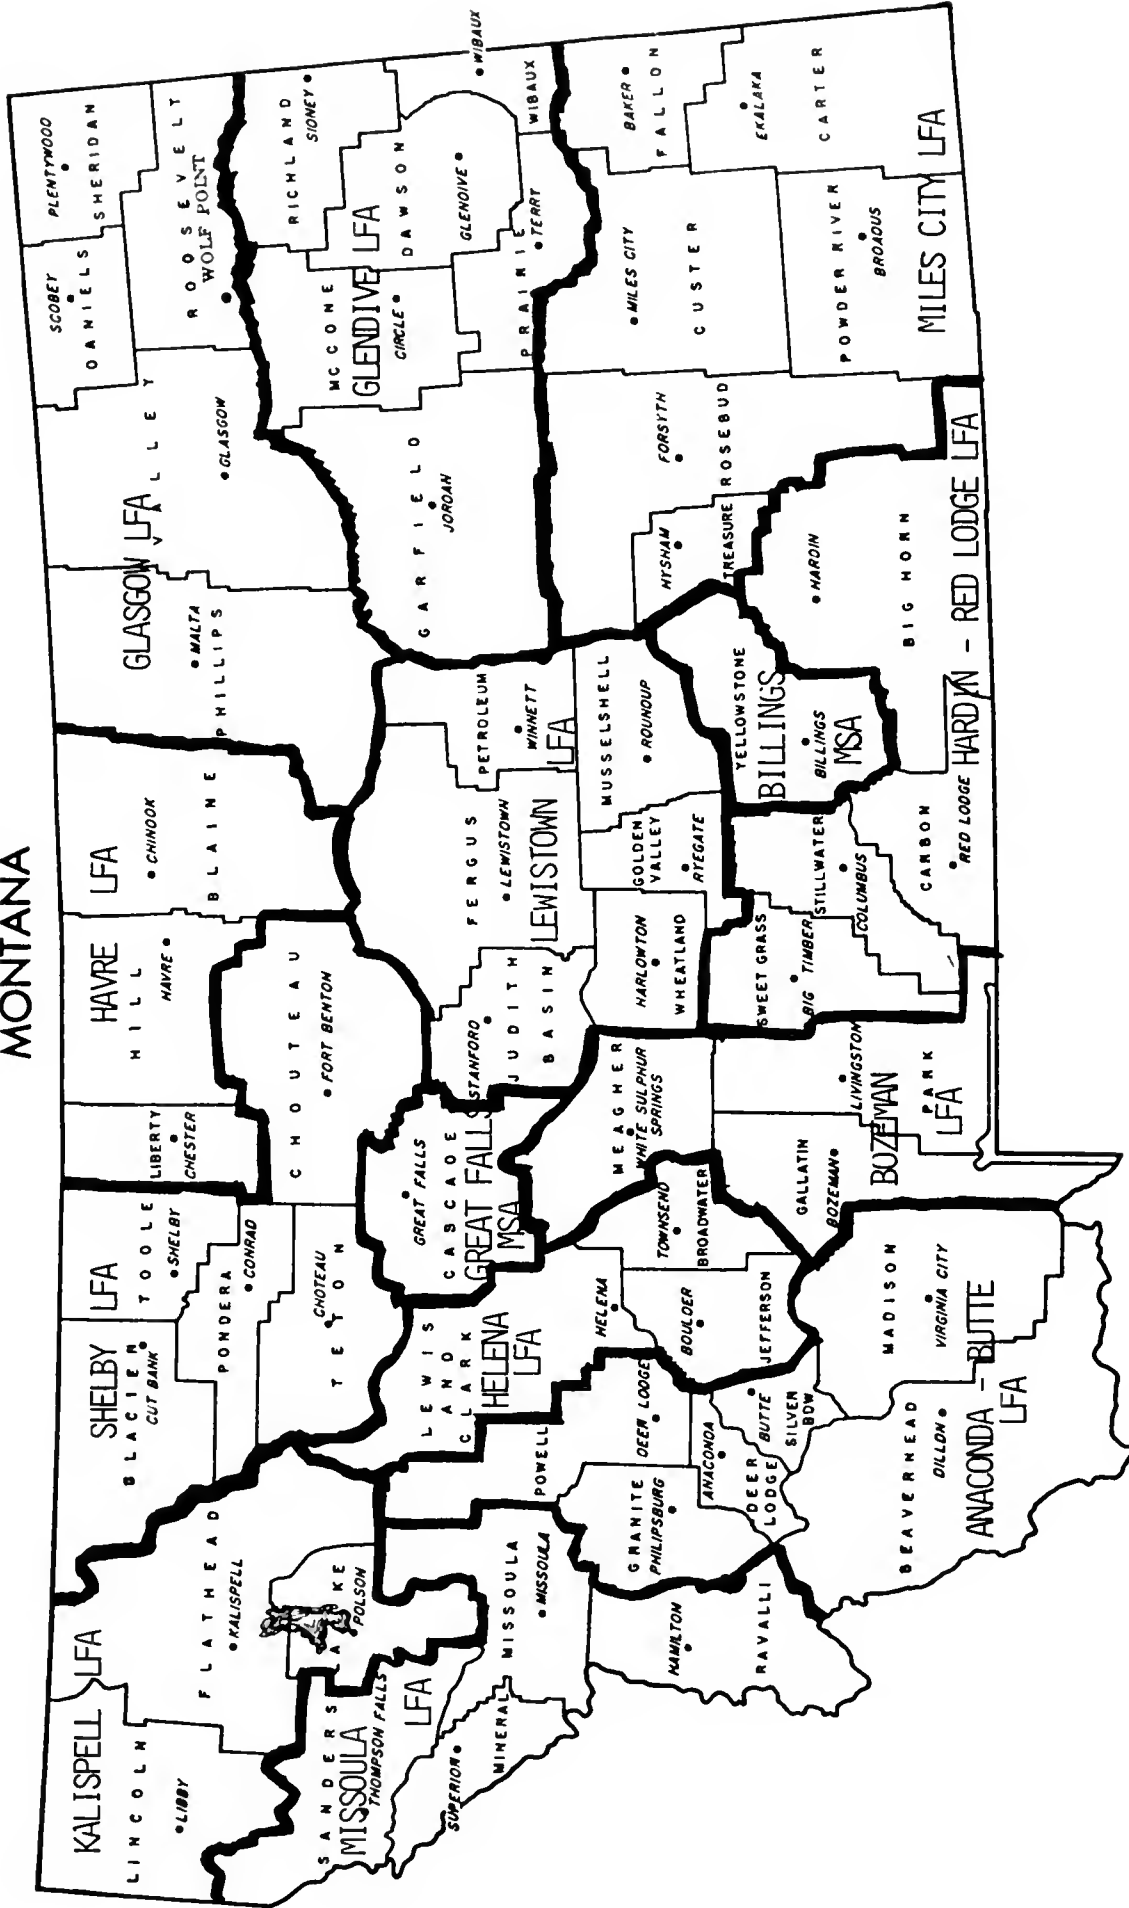 MONTANA
KALISPELL LFA
LINCOLN
LIBBY
FLATHEAD
KALISPELL
LAKE
POLSON
SANDERS
MISSOULA
LFA
THOMPSON FALLS
SUPERIOR
MINERAL
MISSOULA
MISSOULA
HAMILTON
RAVALLI
SHELBY LFA
GLACIER
CUT BANK
TOOLE
SHELBY
PONDERA
CONRAD
CHOTEAU
TETON
LEWIS
AND
CLARK
HELENA
LFA
HELENA
POWELL
DEER LODGE
GRANITE
PHILIPSBURG
ANACONDA
DEER
LODGE
BUTTE
SILVER
BOW
BOULDER
JEFFERSON
TOWNSEND
BROADWATER
MADISON
VIRGINIA CITY
BEAVERHEAD
DILLON
ANACONDA - BUTTE
LFA
HAVRE LFA
LIBERTY
CHESTER
HILL
HAVRE
BLAINE
CHINOOK
CHOUTEAU
FORT BENTON
GREAT FALLS
CASCADE
GREAT FALLS
MSA
STANFORD
JUDITH
BASIN
FERGUS
LEWISTOWN
LEWISTOWN LFA
PETROLEUM
WINNETT
MUSSELSHELL
ROUNDUP
GOLDEN
VALLEY
RYEGATE
HARLOWTON
WHEATLAND
MEAGHER
WHITE SULPHUR
SPRINGS
GALLATIN
BOZEMAN
BOZEMAN
LFA
LIVINGSTON
PARK
SWEET GRASS
BIG TIMBER
STILLWATER
COLUMBUS
CARBON
RED LODGE
YELLOWSTONE
BILLINGS
BILLINGS
MSA
HARDIN
BIG HORN
HARDIN - RED LODGE LFA
GLASGOW LFA
PHILLIPS
MALTA
VALLEY
GLASGOW
SCOBEY
DANIELS
PLENTYWOOD
SHERIDAN
ROOSEVELT
WOLF POINT
GARFIELD
JORDAN
MCCONE
GLENDIVE LFA
CIRCLE
RICHLAND
SIDNEY
DAWSON
GLENDIVE
WIBAUX
WIBAUX
PRAIRIE
TERRY
HYSHAM
TREASURE
FORSYTH
ROSEBUD
MILES CITY
CUSTER
BAKER
FALLON
EKALAKA
CARTER
POWDER RIVER
BROADUS
MILES CITY LFA